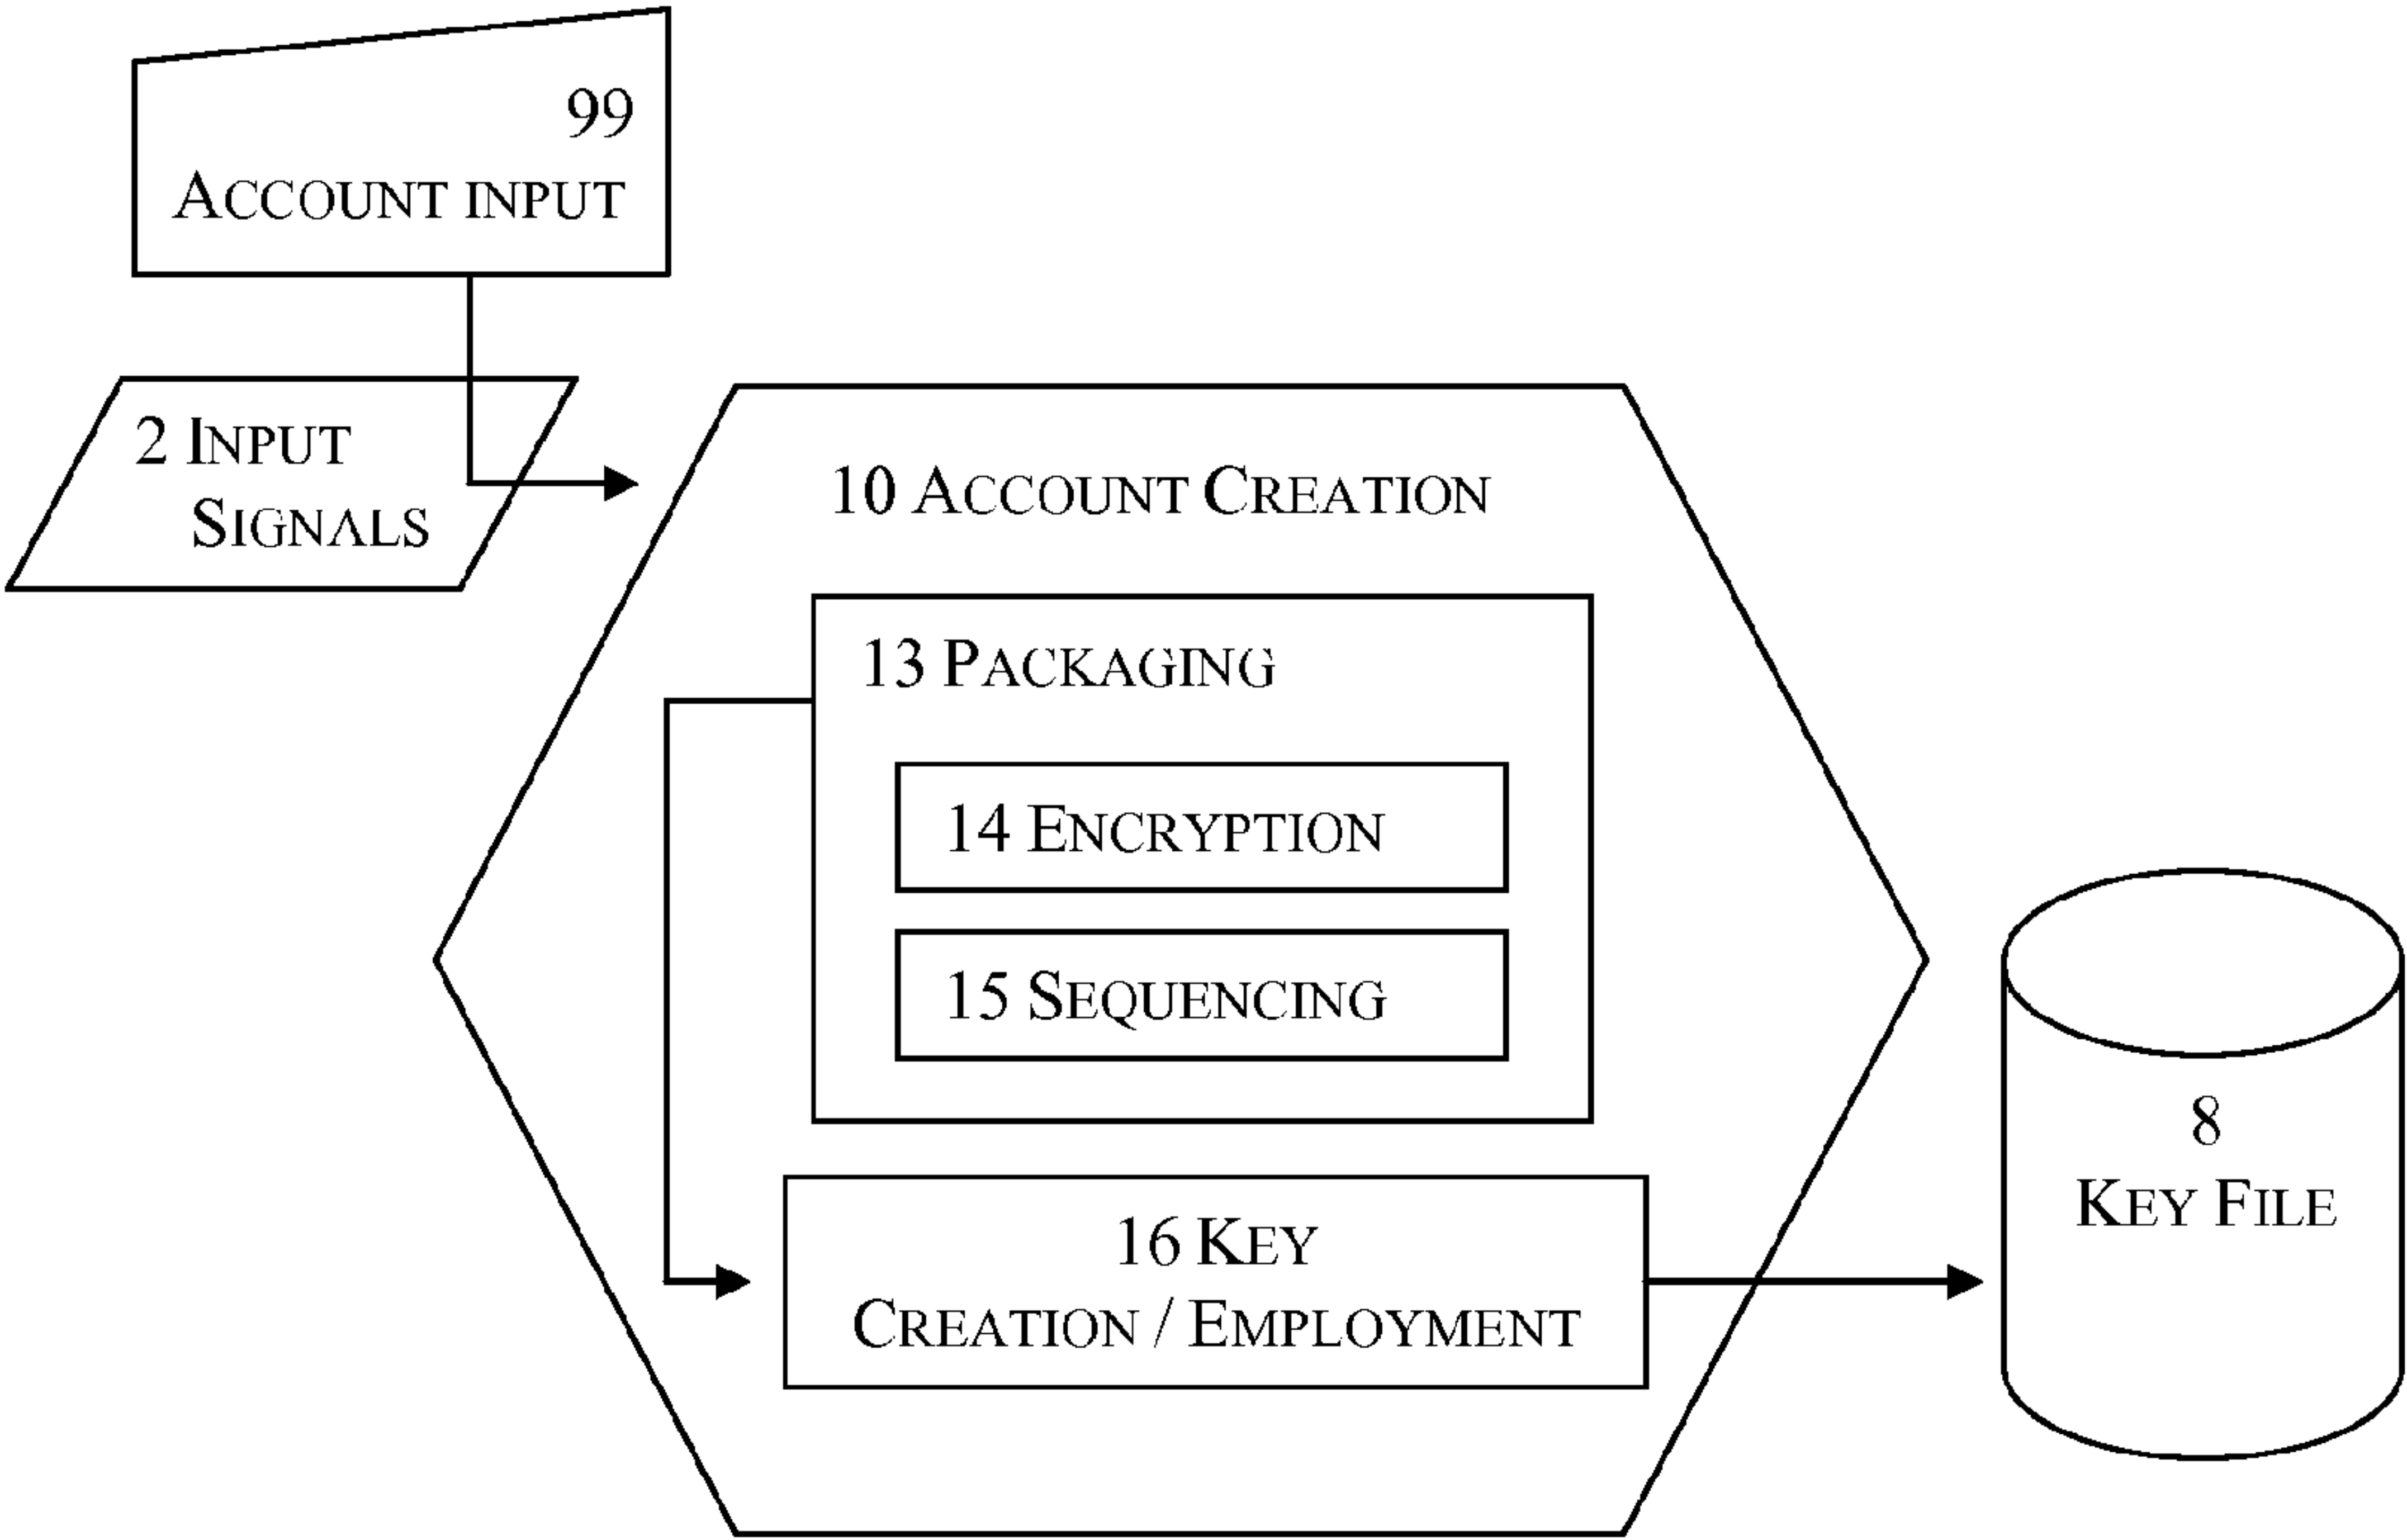 99
ACCOUNT INPUT
2 INPUT
SIGNALS
10 ACCOUNT CREATION
13 PACKAGING
14 ENCRYPTION
15 SEQUENCING
16 KEY
CREATION / EMPLOYMENT
8
KEY FILE